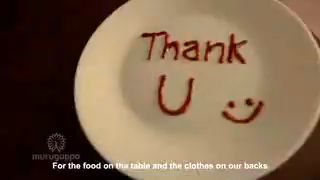 Thank
U
murugappa
For the food on the table and the clothes on our backs